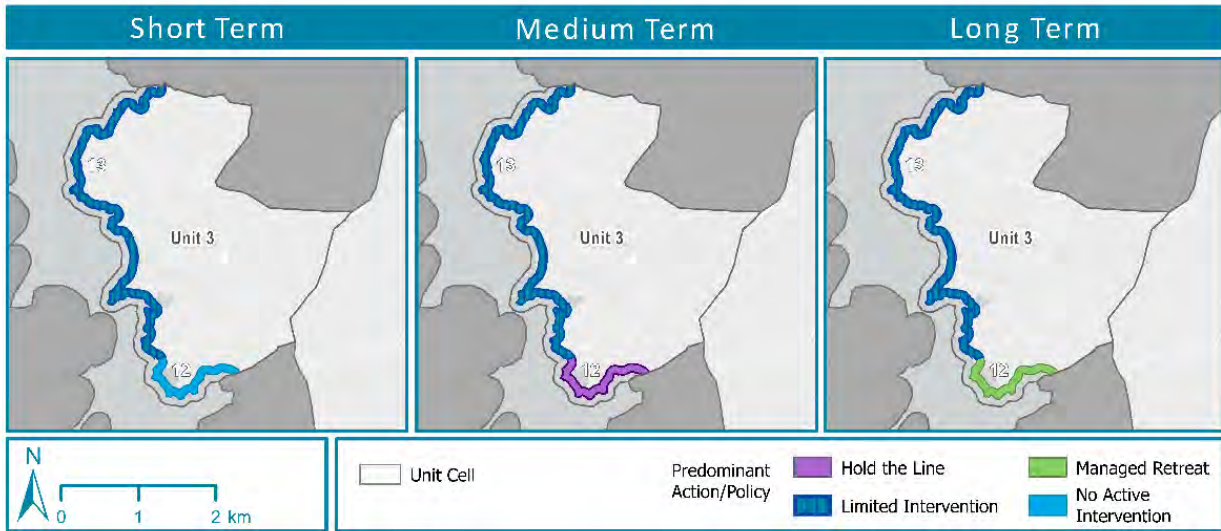 Short Term
Medium Term
Long Term
13
Unit 3
12
13
Unit 3
12
13
Unit 3
12
N
0 1 2 km
Unit Cell
Predominant
Action/Policy
Hold the Line
Limited Intervention
Managed Retreat
No Active
Intervention